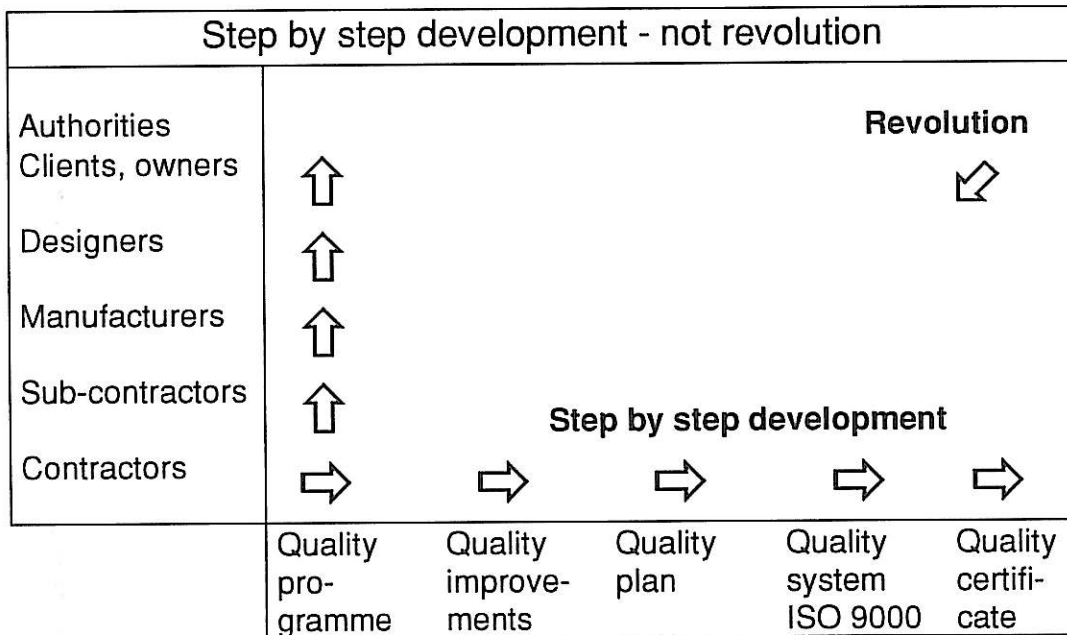 Step by step development - not revolution
Authorities
Revolution
Clients, owners
Designers
Manufacturers
Sub-contractors
Step by step development
Contractors
Quality pro- gramme
Quality improve- ments
Quality plan
Quality system ISO 9000
Quality certifi- cate